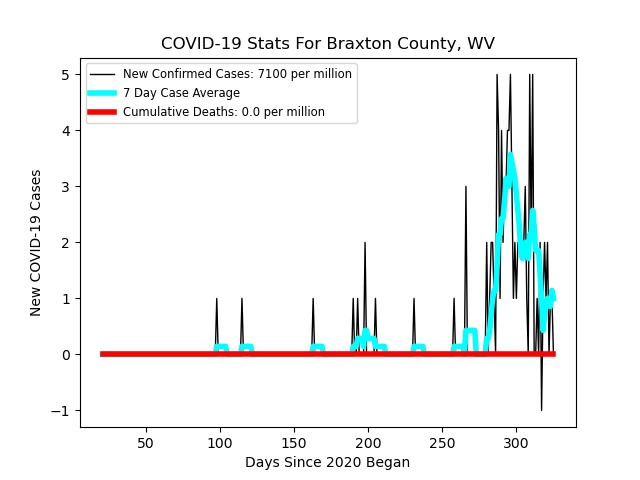 COVID-19 Stats For Braxton County, WV
New Confirmed Cases: 7100 per million
7 Day Case Average
Cumulative Deaths: 0.0 per million
New COVID-19 Cases
5
4
3
2
1
0
−1
50 100 150 200 250 300
Days Since 2020 Began